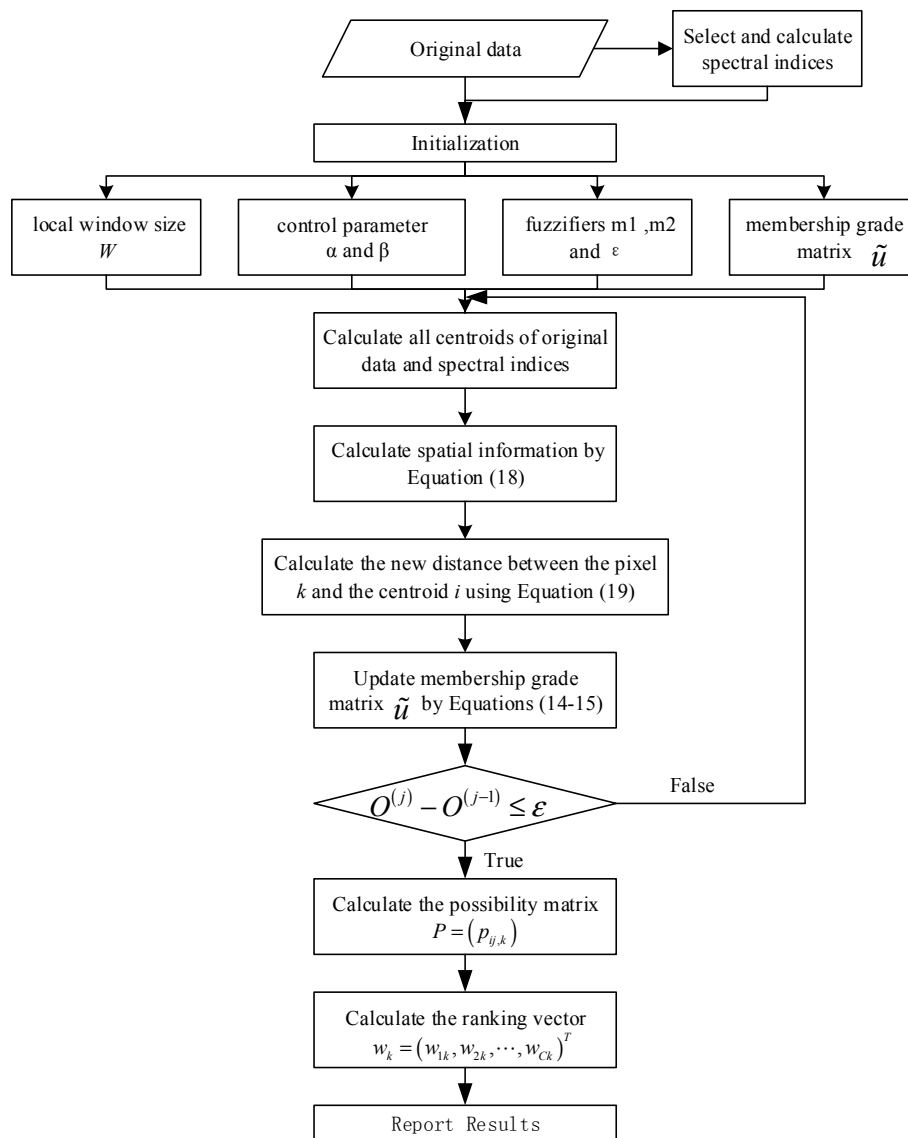 Original data
Select and calculate
spectral indices
Initialization
local window size
W
control parameter
α and β
fuzzifiers m1 ,m2
and ε
membership grade
matrix ũ
Calculate all centroids of original
data and spectral indices
Calculate spatial information by
Equation (18)
Calculate the new distance between the pixel
k and the centroid i using Equation (19)
Update membership grade
matrix ũ by Equations (14-15)
O^(j) − O^(j−1) ≤ ε
False
True
Calculate the possibility matrix
P = (p_ij,k)
Calculate the ranking vector
w_k = (w_1k, w_2k, ⋯, w_Ck)^T
Report Results